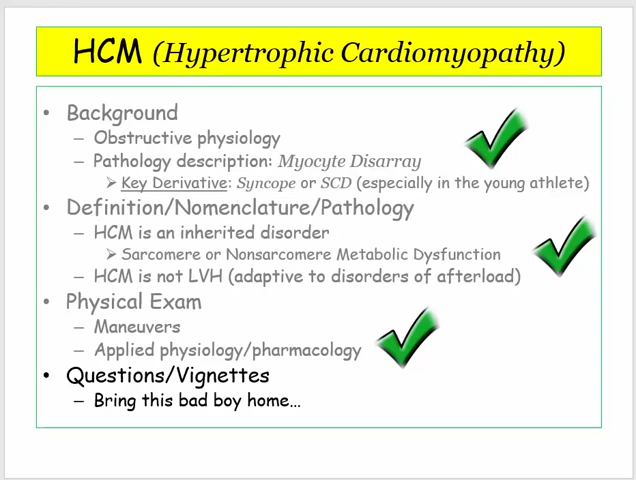 HCM (Hypertrophic Cardiomyopathy)
• Background
– Obstructive physiology
– Pathology description: Myocyte Disarray
➢ Key Derivative: Syncope or SCD (especially in the young athlete)
• Definition/Nomenclature/Pathology
– HCM is an inherited disorder
➢ Sarcomere or Nonsarcomere Metabolic Dysfunction
– HCM is not LVH (adaptive to disorders of afterload)
• Physical Exam
– Maneuvers
– Applied physiology/pharmacology
• Questions/Vignettes
– Bring this bad boy home...